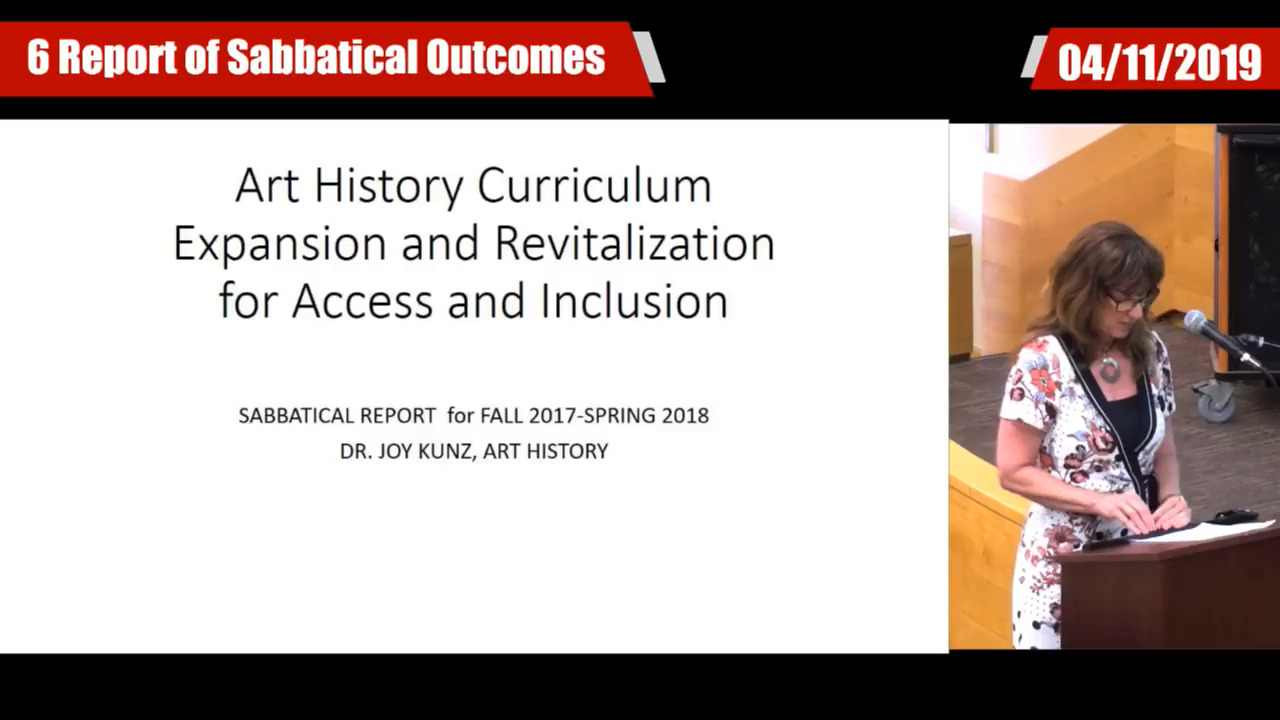 6 Report of Sabbatical Outcomes
04/11/2019
Art History Curriculum
Expansion and Revitalization
for Access and Inclusion
SABBATICAL REPORT for FALL 2017-SPRING 2018
DR. JOY KUNZ, ART HISTORY